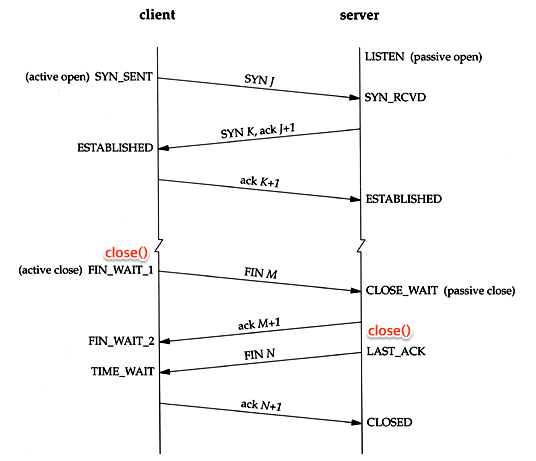 client
server
LISTEN (passive open)
(active open) SYN_SENT
SYN J
SYN_RCVD
SYN K, ack J+1
ESTABLISHED
ack K+1
ESTABLISHED
close()
(active close) FIN_WAIT_1
FIN M
CLOSE_WAIT (passive close)
ack M+1
close()
FIN_WAIT_2
FIN N
LAST_ACK
TIME_WAIT
ack N+1
CLOSED